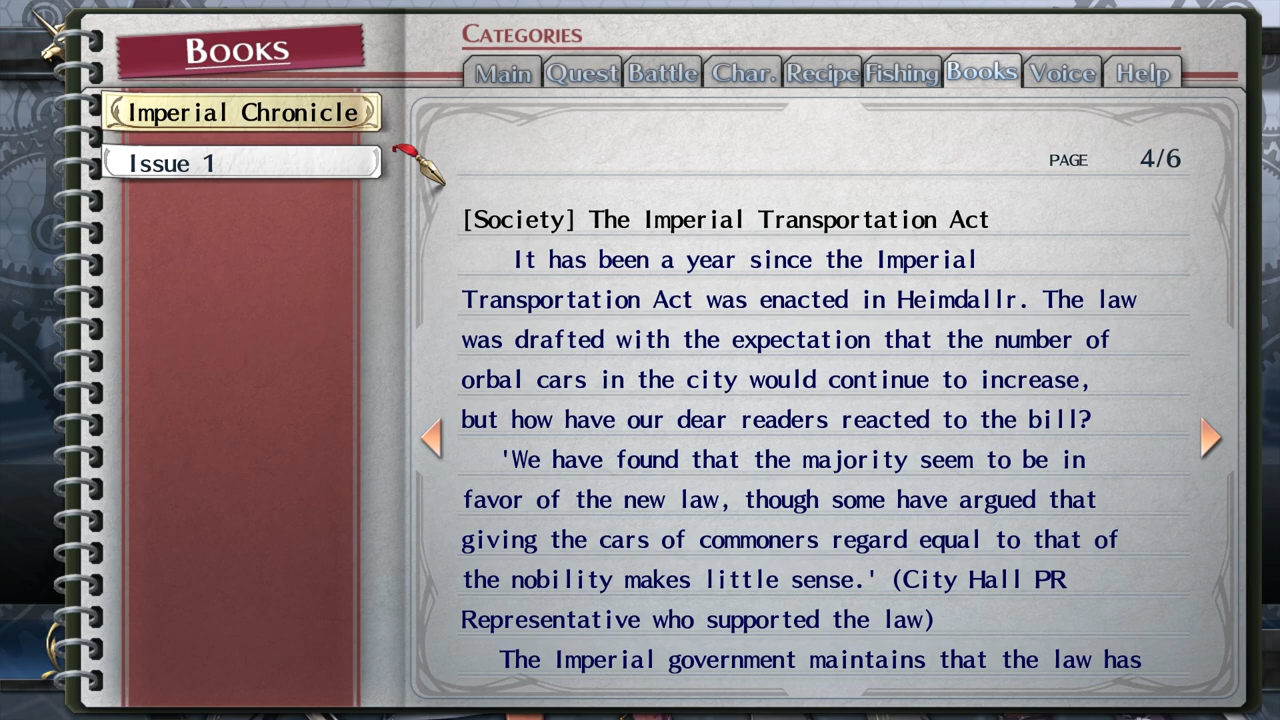 BOOKS
CATEGORIES
Main Quest Battle Char. Recipe Fishing Books Voice Help
Imperial Chronicle
Issue 1
PAGE 4/6
[Society] The Imperial Transportation Act
It has been a year since the Imperial
Transportation Act was enacted in Heimdallr. The law
was drafted with the expectation that the number of
orbal cars in the city would continue to increase,
but how have our dear readers reacted to the bill?
'We have found that the majority seem to be in
favor of the new law, though some have argued that
giving the cars of commoners regard equal to that of
the nobility makes little sense.' (City Hall PR
Representative who supported the law)
The Imperial government maintains that the law has